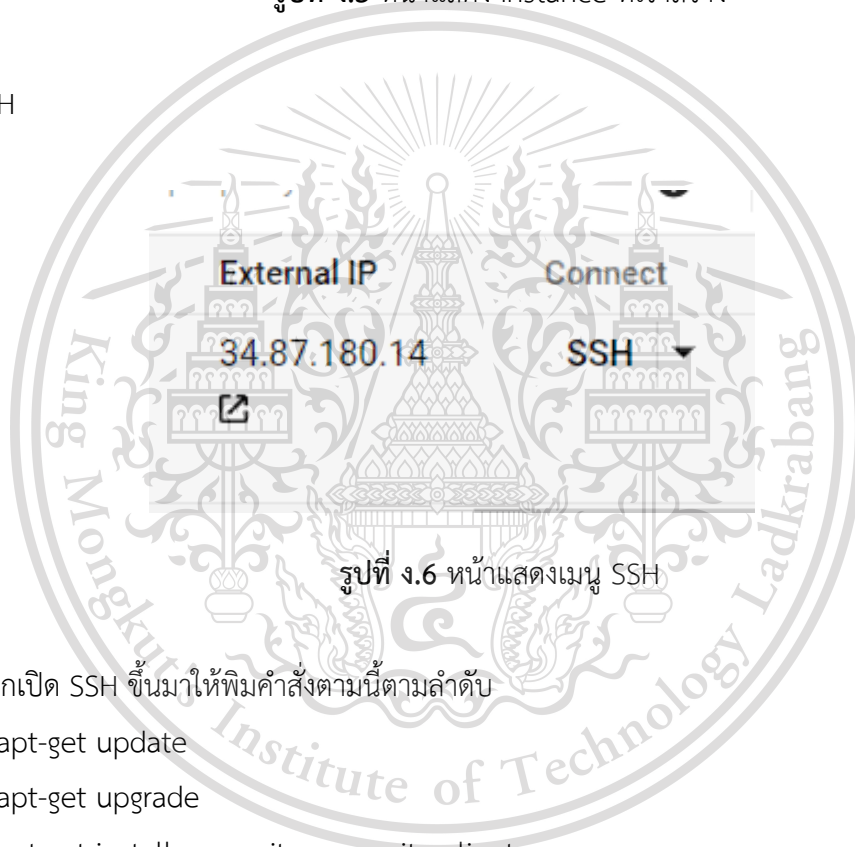 H
External IP
Connect
34.87.180.14
SSH
รูปที่ ง.6 หน้าแสดงเมนู SSH
กเปิด SSH ขึ้นมาให้พิมคำสั่งตามนี้ตามลำดับ
apt-get update
apt-get upgrade
King Mongkut's Institute of Technology Ladkrabang